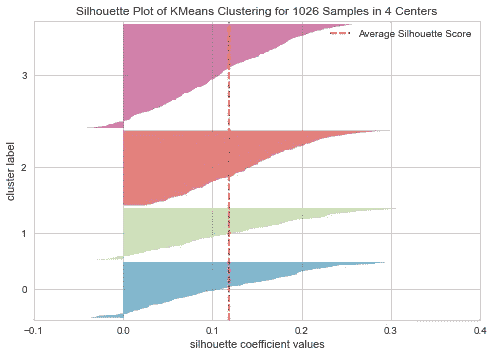 Silhouette Plot of KMeans Clustering for 1026 Samples in 4 Centers
Average Silhouette Score
3
2
1
0
cluster label
−0.1 0.0 0.1 0.2 0.3 0.4
silhouette coefficient values